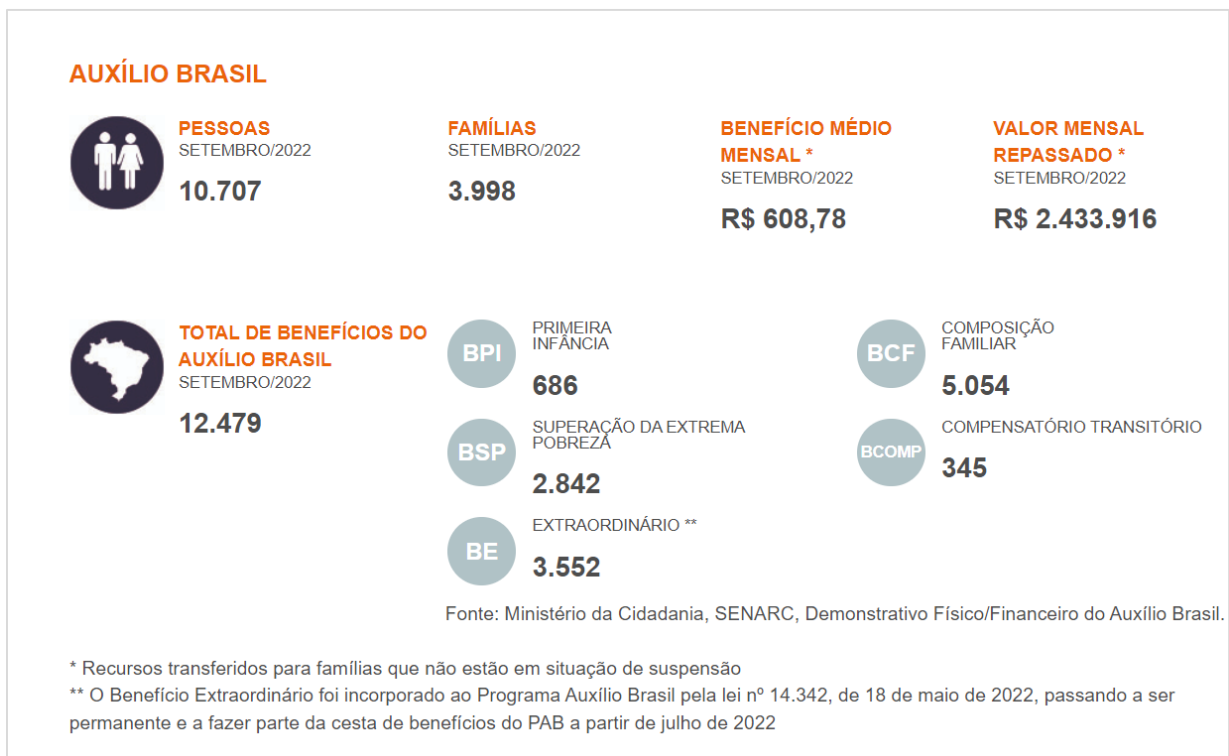 AUXÍLIO BRASIL
PESSOAS
SETEMBRO/2022
10.707
FAMÍLIAS
SETEMBRO/2022
3.998
BENEFÍCIO MÉDIO
MENSAL *
SETEMBRO/2022
R$ 608,78
VALOR MENSAL
REPASSADO *
SETEMBRO/2022
R$ 2.433.916
TOTAL DE BENEFÍCIOS DO
AUXÍLIO BRASIL
SETEMBRO/2022
12.479
BPI
PRIMEIRA
INFÂNCIA
686
BCF
COMPOSIÇÃO
FAMILIAR
5.054
BSP
SUPERAÇÃO DA EXTREMA
POBREZA
2.842
BCOMP
COMPENSATÓRIO TRANSITÓRIO
345
BE
EXTRAORDINÁRIO **
3.552
Fonte: Ministério da Cidadania, SENARC, Demonstrativo Físico/Financeiro do Auxílio Brasil.
* Recursos transferidos para famílias que não estão em situação de suspensão
** O Benefício Extraordinário foi incorporado ao Programa Auxílio Brasil pela lei nº 14.342, de 18 de maio de 2022, passando a ser
permanente e a fazer parte da cesta de benefícios do PAB a partir de julho de 2022